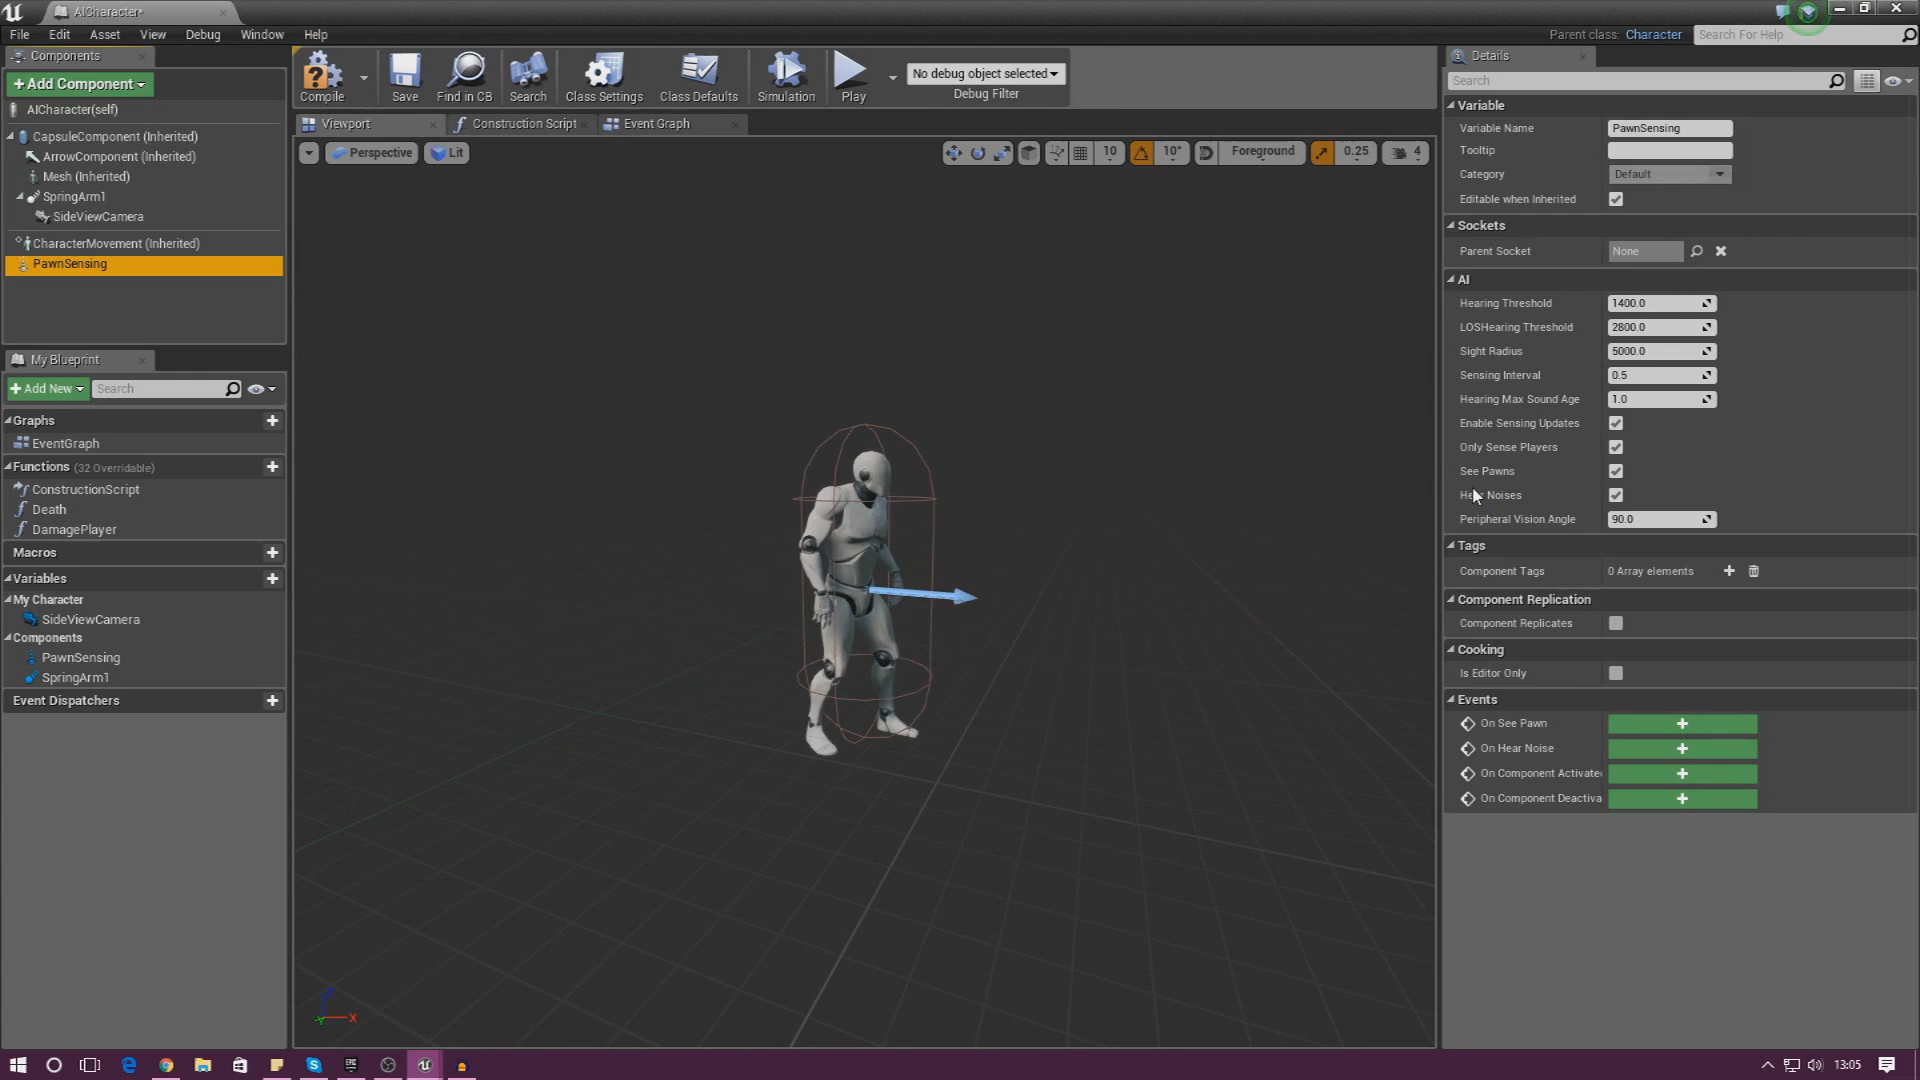 AICharacter*
File Edit Asset View Debug Window Help
Parent class: Character Search For Help
Components
+Add Component
AICharacter(self)
CapsuleComponent (Inherited)
ArrowComponent (Inherited)
Mesh (Inherited)
SpringArm1
SideViewCamera
CharacterMovement (Inherited)
PawnSensing
My Blueprint
+Add New Search
Graphs
EventGraph
Functions (32 Overridable)
ConstructionScript
Death
DamagePlayer
Macros
Variables
My Character
SideViewCamera
Components
PawnSensing
SpringArm1
Event Dispatchers
Compile Save Find in CB Search Class Settings Class Defaults Simulation Play
No debug object selected
Debug Filter
Viewport Construction Script Event Graph
Perspective Lit 10 10° Foreground 0.25 4
X
Details
Search
Variable
Variable Name PawnSensing
Tooltip
Category Default
Editable when Inherited
Sockets
Parent Socket None
AI
Hearing Threshold 1400.0
LOSHearing Threshold 2800.0
Sight Radius 5000.0
Sensing Interval 0.5
Hearing Max Sound Age 1.0
Enable Sensing Updates
Only Sense Players
See Pawns
Hear Noises
Peripheral Vision Angle 90.0
Tags
Component Tags 0 Array elements
Component Replication
Component Replicates
Cooking
Is Editor Only
Events
On See Pawn
On Hear Noise
On Component Activate
On Component Deactiva
13:05